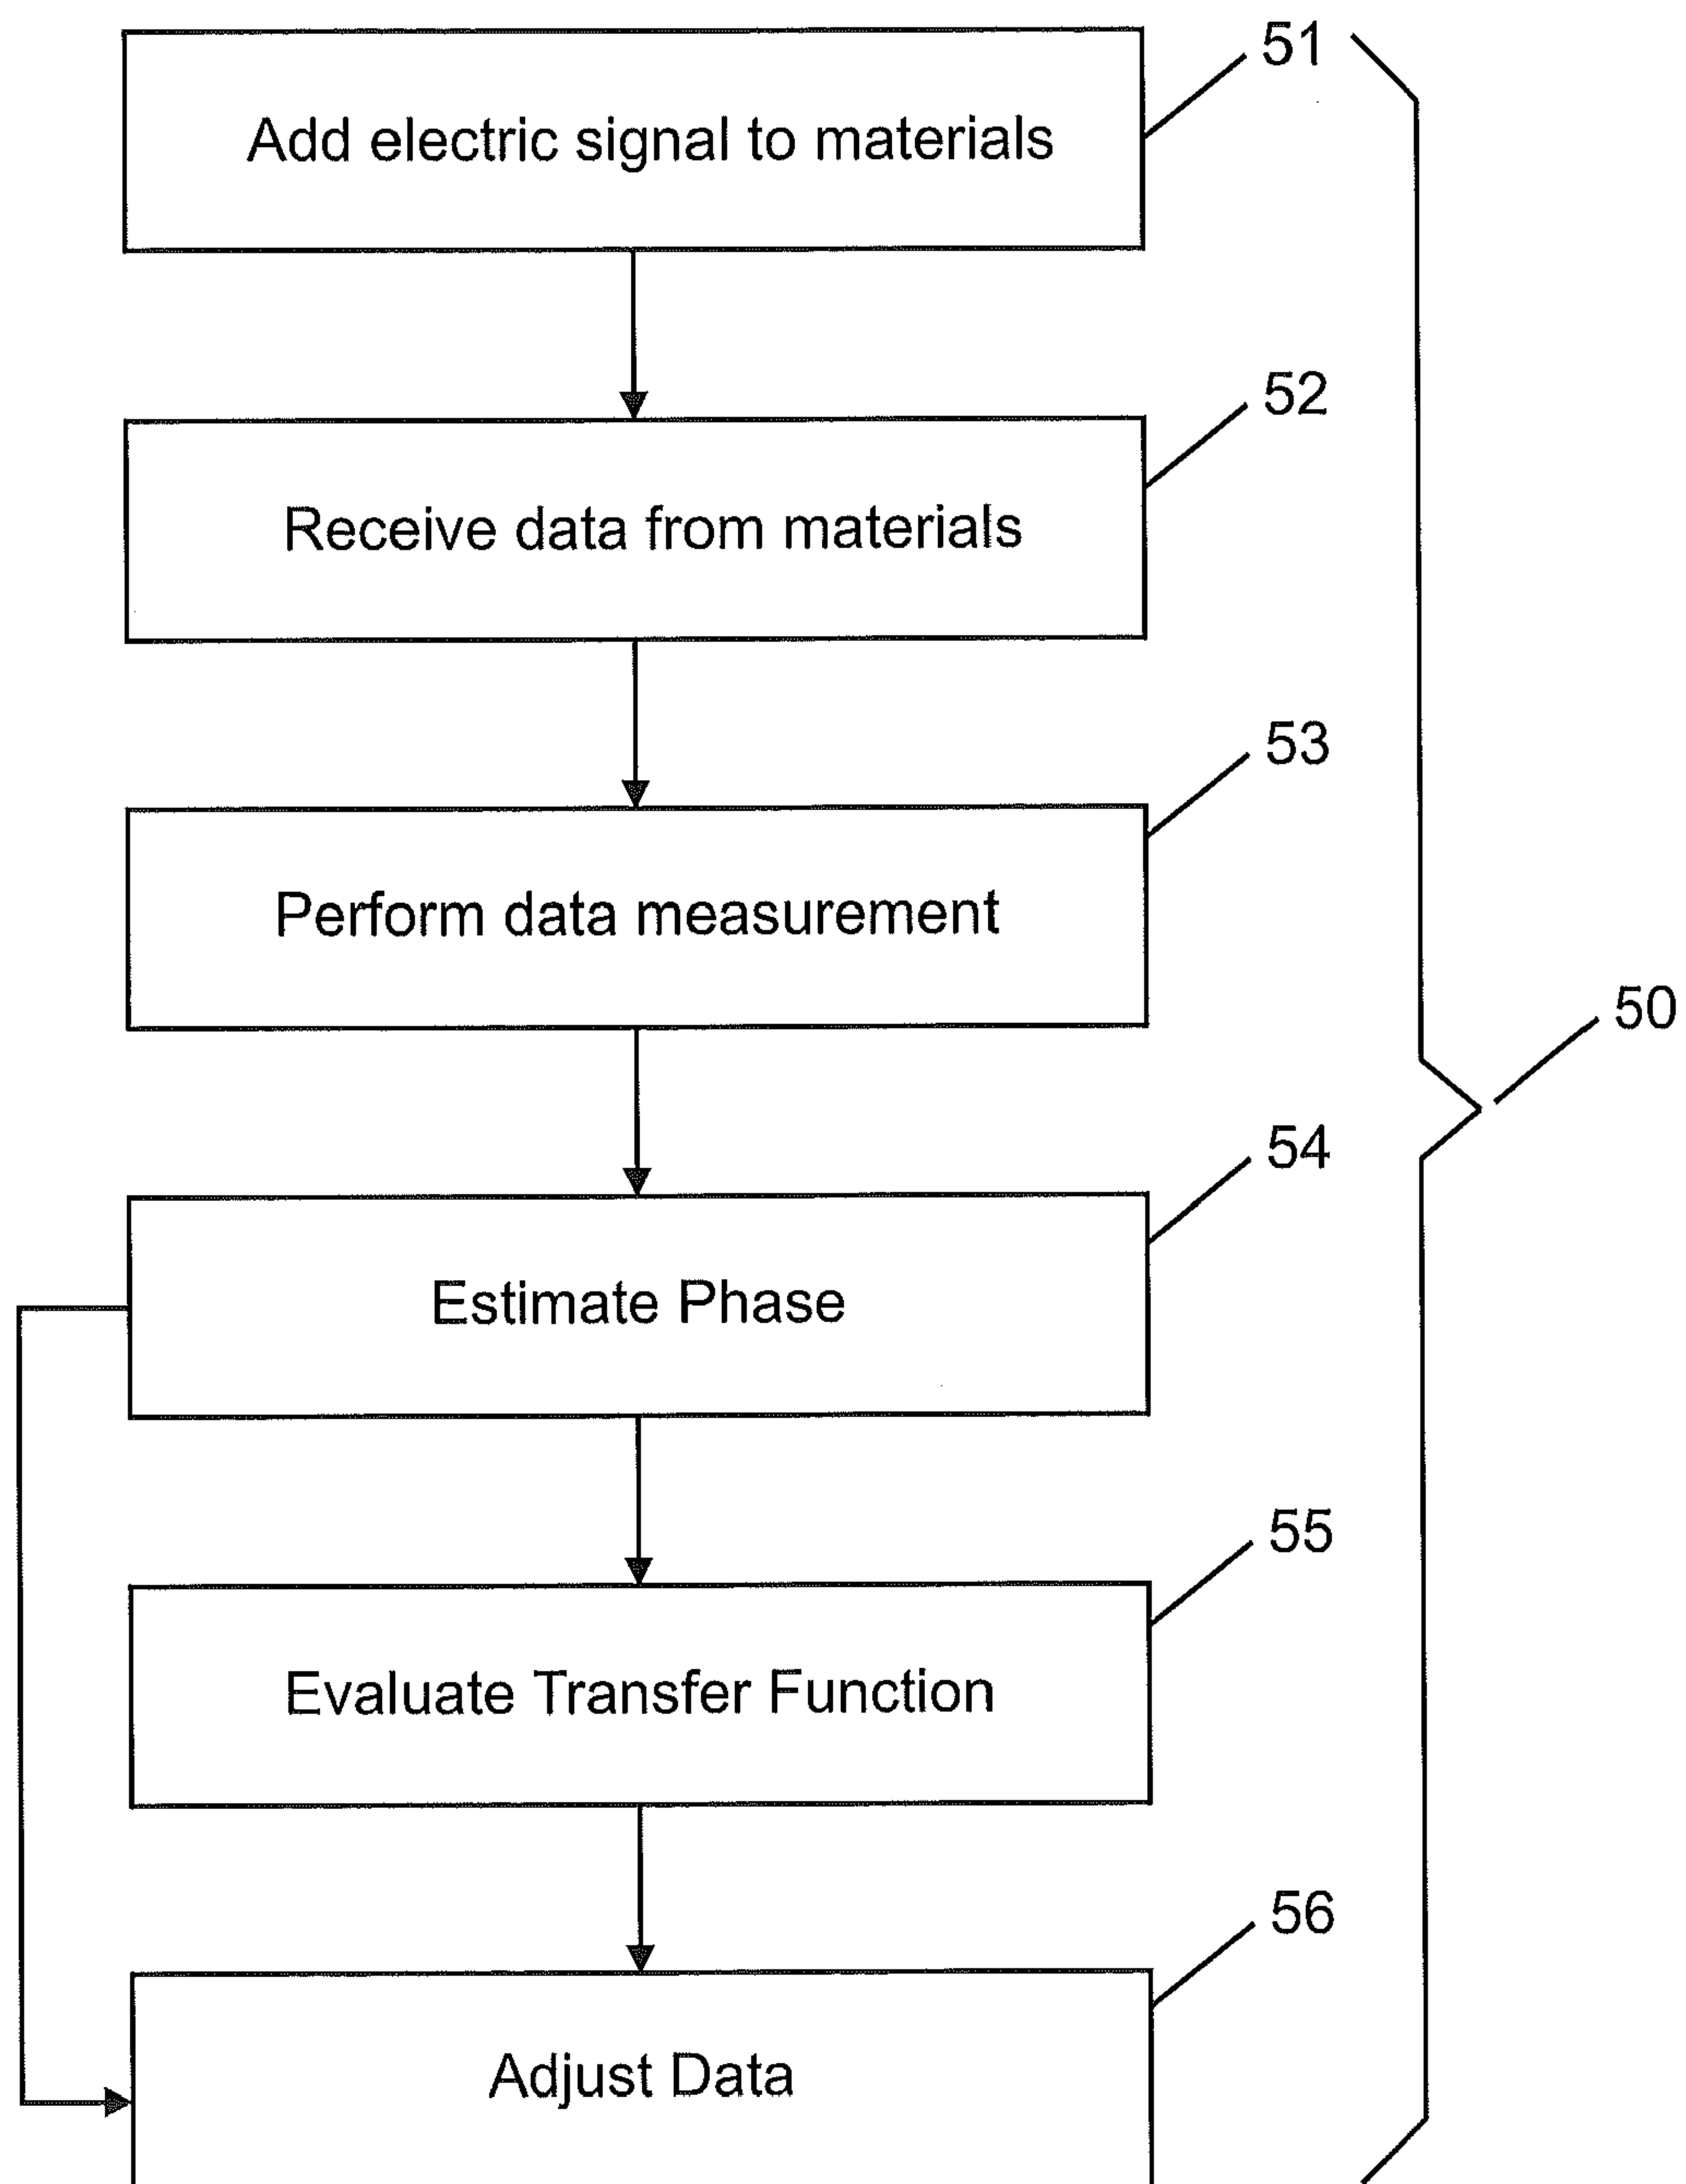 51
Add electric signal to materials
52
Receive data from materials
53
Perform data measurement
50
54
Estimate Phase
55
Evaluate Transfer Function
56
Adjust Data